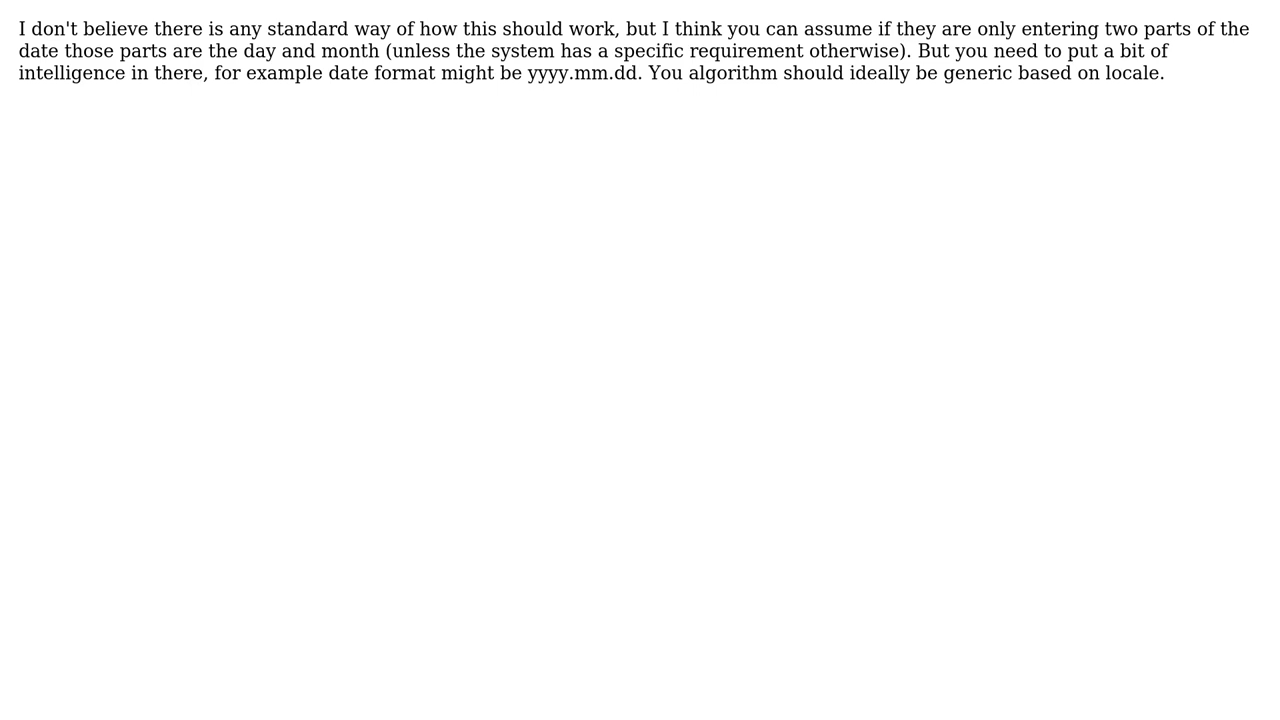 I don't believe there is any standard way of how this should work, but I think you can assume if they are only entering two parts of the
date those parts are the day and month (unless the system has a specific requirement otherwise). But you need to put a bit of
intelligence in there, for example date format might be yyyy.mm.dd. You algorithm should ideally be generic based on locale.